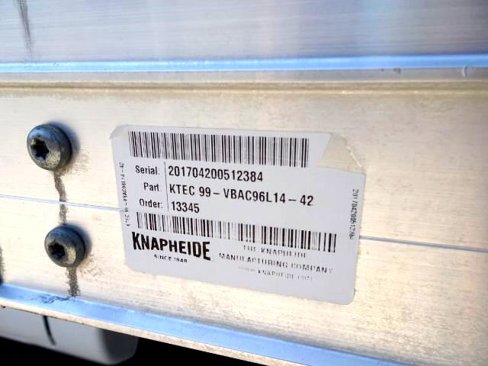 Serial: 201704200512384
Part: KTEC 99-VBAC96L14-42
Order: 13345
KNAPHEIDE
SINCE 1848
THE KNAPHEIDE
MANUFACTURING COMPANY